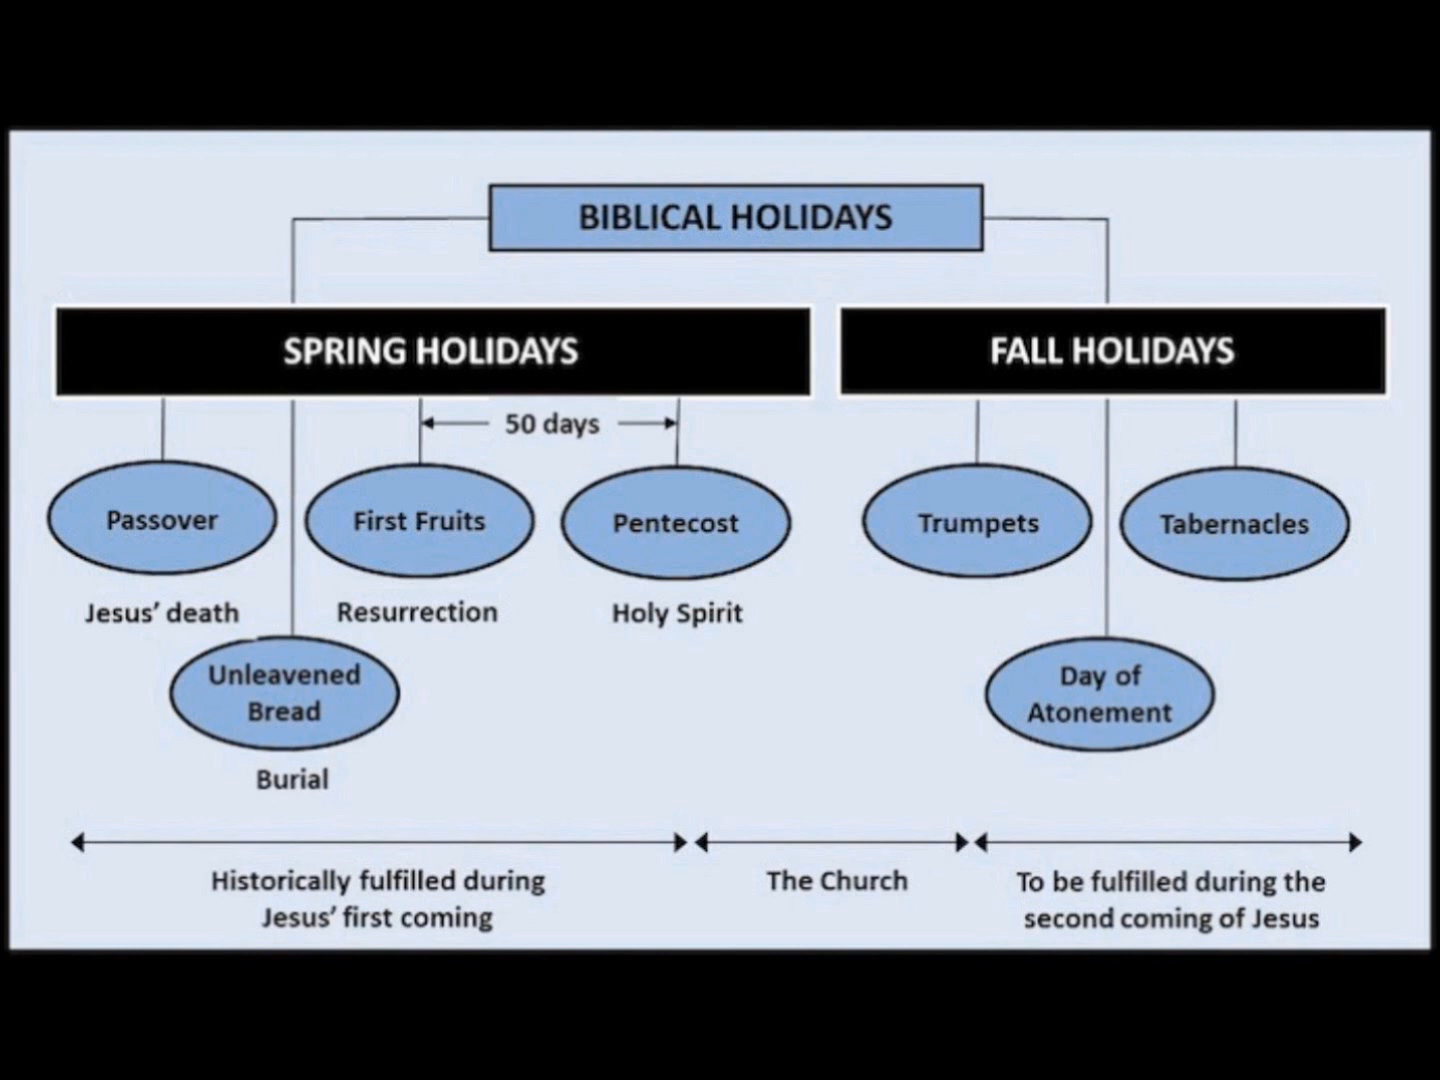 BIBLICAL HOLIDAYS
SPRING HOLIDAYS
FALL HOLIDAYS
50 days
Passover
First Fruits
Pentecost
Trumpets
Tabernacles
Jesus’ death
Resurrection
Holy Spirit
Unleavened
Bread
Day of
Atonement
Burial
Historically fulfilled during
Jesus’ first coming
The Church
To be fulfilled during the
second coming of Jesus